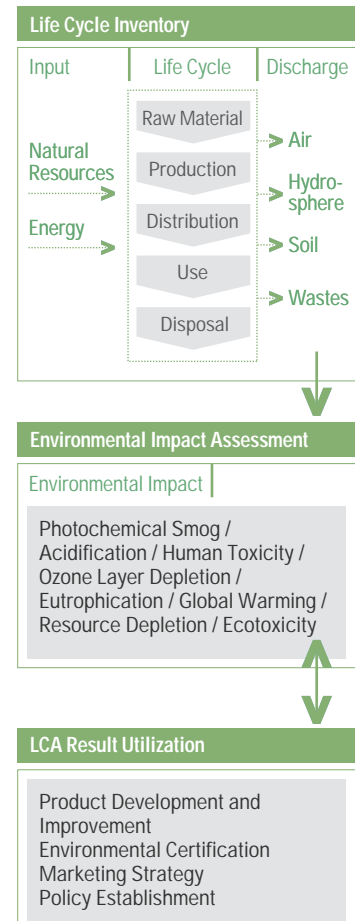 Life Cycle Inventory
Input
Life Cycle
Discharge
Natural
Resources
Energy
Raw Material
Production
Distribution
Use
Disposal
Air
Hydro-
sphere
Soil
Wastes
Environmental Impact Assessment
Environmental Impact
Photochemical Smog /
Acidification / Human Toxicity /
Ozone Layer Depletion /
Eutrophication / Global Warming /
Resource Depletion / Ecotoxicity
LCA Result Utilization
Product Development and
Improvement
Environmental Certification
Marketing Strategy
Policy Establishment